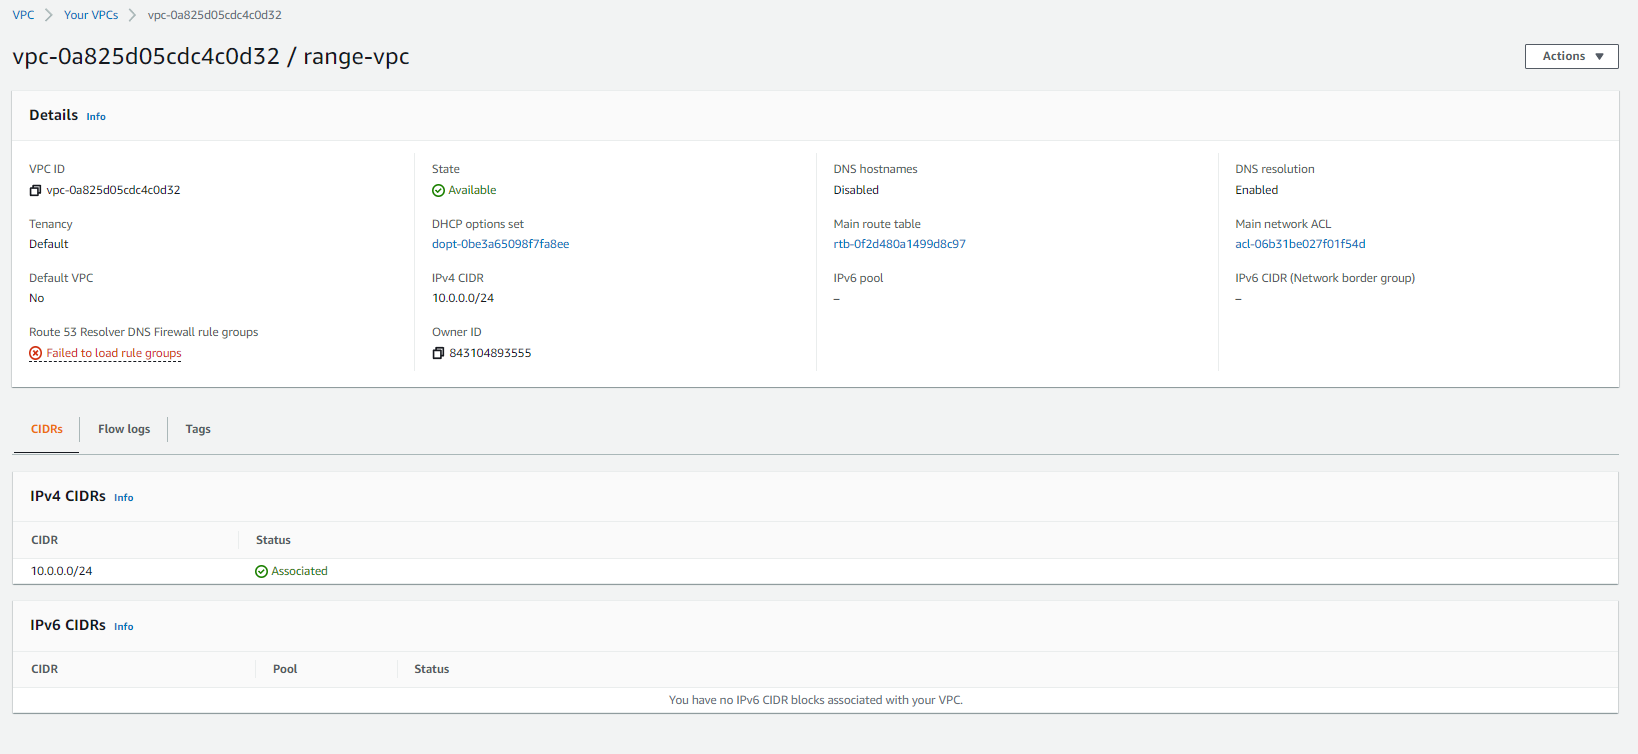 VPC > Your VPCs > vpc-0a825d05cdc4c0d32
vpc-0a825d05cdc4c0d32 / range-vpc
Actions
Details Info
VPC ID State DNS hostnames DNS resolution
vpc-0a825d05cdc4c0d32 Available Disabled Enabled
Tenancy DHCP options set Main route table Main network ACL
Default dopt-0be3a65098f7fa8ee rtb-0f2d480a1499d8c97 acl-06b31be027f01f54d
Default VPC IPv4 CIDR IPv6 pool IPv6 CIDR (Network border group)
No 10.0.0.0/24 – –
Route 53 Resolver DNS Firewall rule groups Owner ID
Failed to load rule groups 843104893555
CIDRs Flow logs Tags
IPv4 CIDRs Info
CIDR Status
10.0.0.0/24 Associated
IPv6 CIDRs Info
CIDR Pool Status
You have no IPv6 CIDR blocks associated with your VPC.